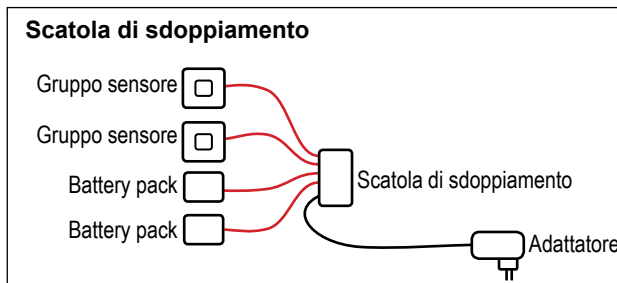 Scatola di sdoppiamento
Gruppo sensore
Gruppo sensore
Battery pack
Scatola di sdoppiamento
Battery pack
Adattatore